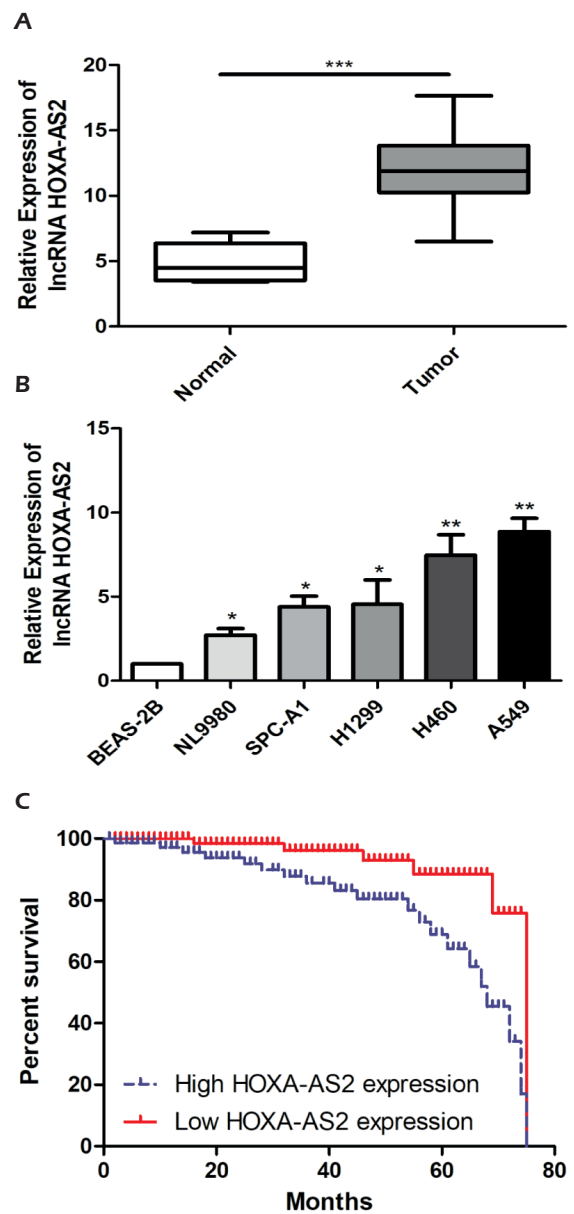 A
Relative Expression of
lncRNA HOXA-AS2
20
15
10
5
0
***
Normal
Tumor
B
Relative Expression of
lncRNA HOXA-AS2
15
10
5
0
*
*
*
**
**
BEAS-2B
NL9980
SPC-A1
H1299
H460
A549
C
Percent survival
100
80
60
40
20
0
High HOXA-AS2 expression
Low HOXA-AS2 expression
0
20
40
60
80
Months